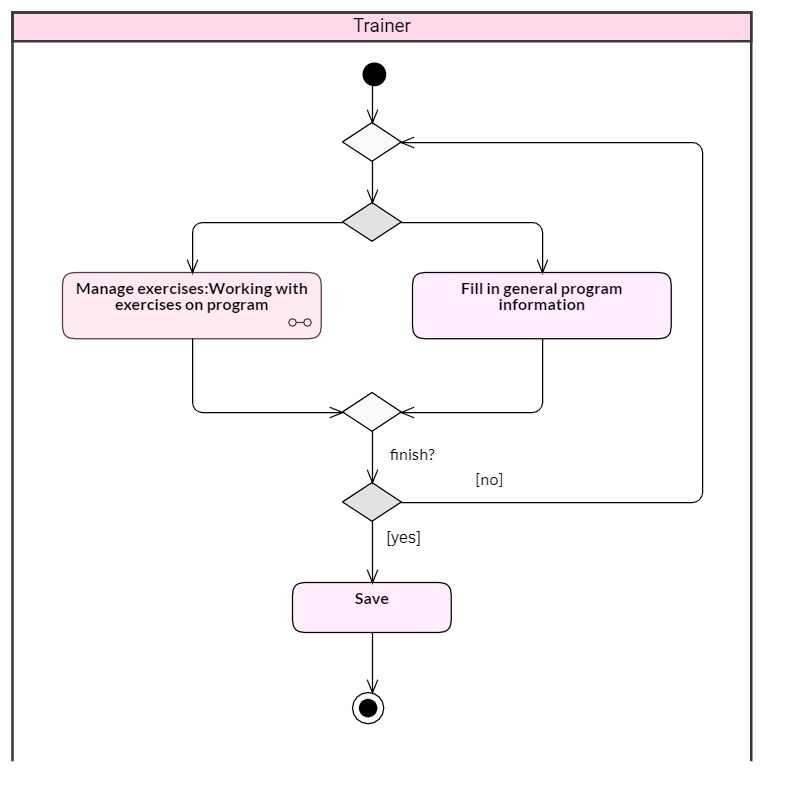 Trainer
Manage exercises:Working with
exercises on program
Fill in general program
information
finish?
[no]
[yes]
Save